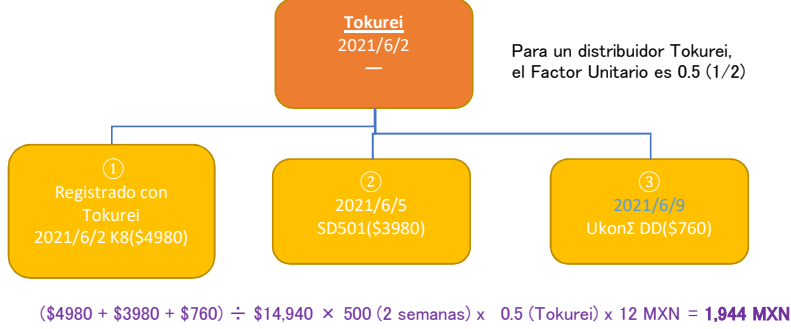 Tokurei
2021/6/2
—
Para un distribuidor Tokurei,
el Factor Unitario es 0.5 (1/2)
①
Registrado con
Tokurei
2021/6/2 K8($4980)
②
2021/6/5
SD501($3980)
③
2021/6/9
UkonΣ DD($760)
($4980 + $3980 + $760) ÷ $14,940 × 500 (2 semanas) x 0.5 (Tokurei) x 12 MXN = 1,944 MXN